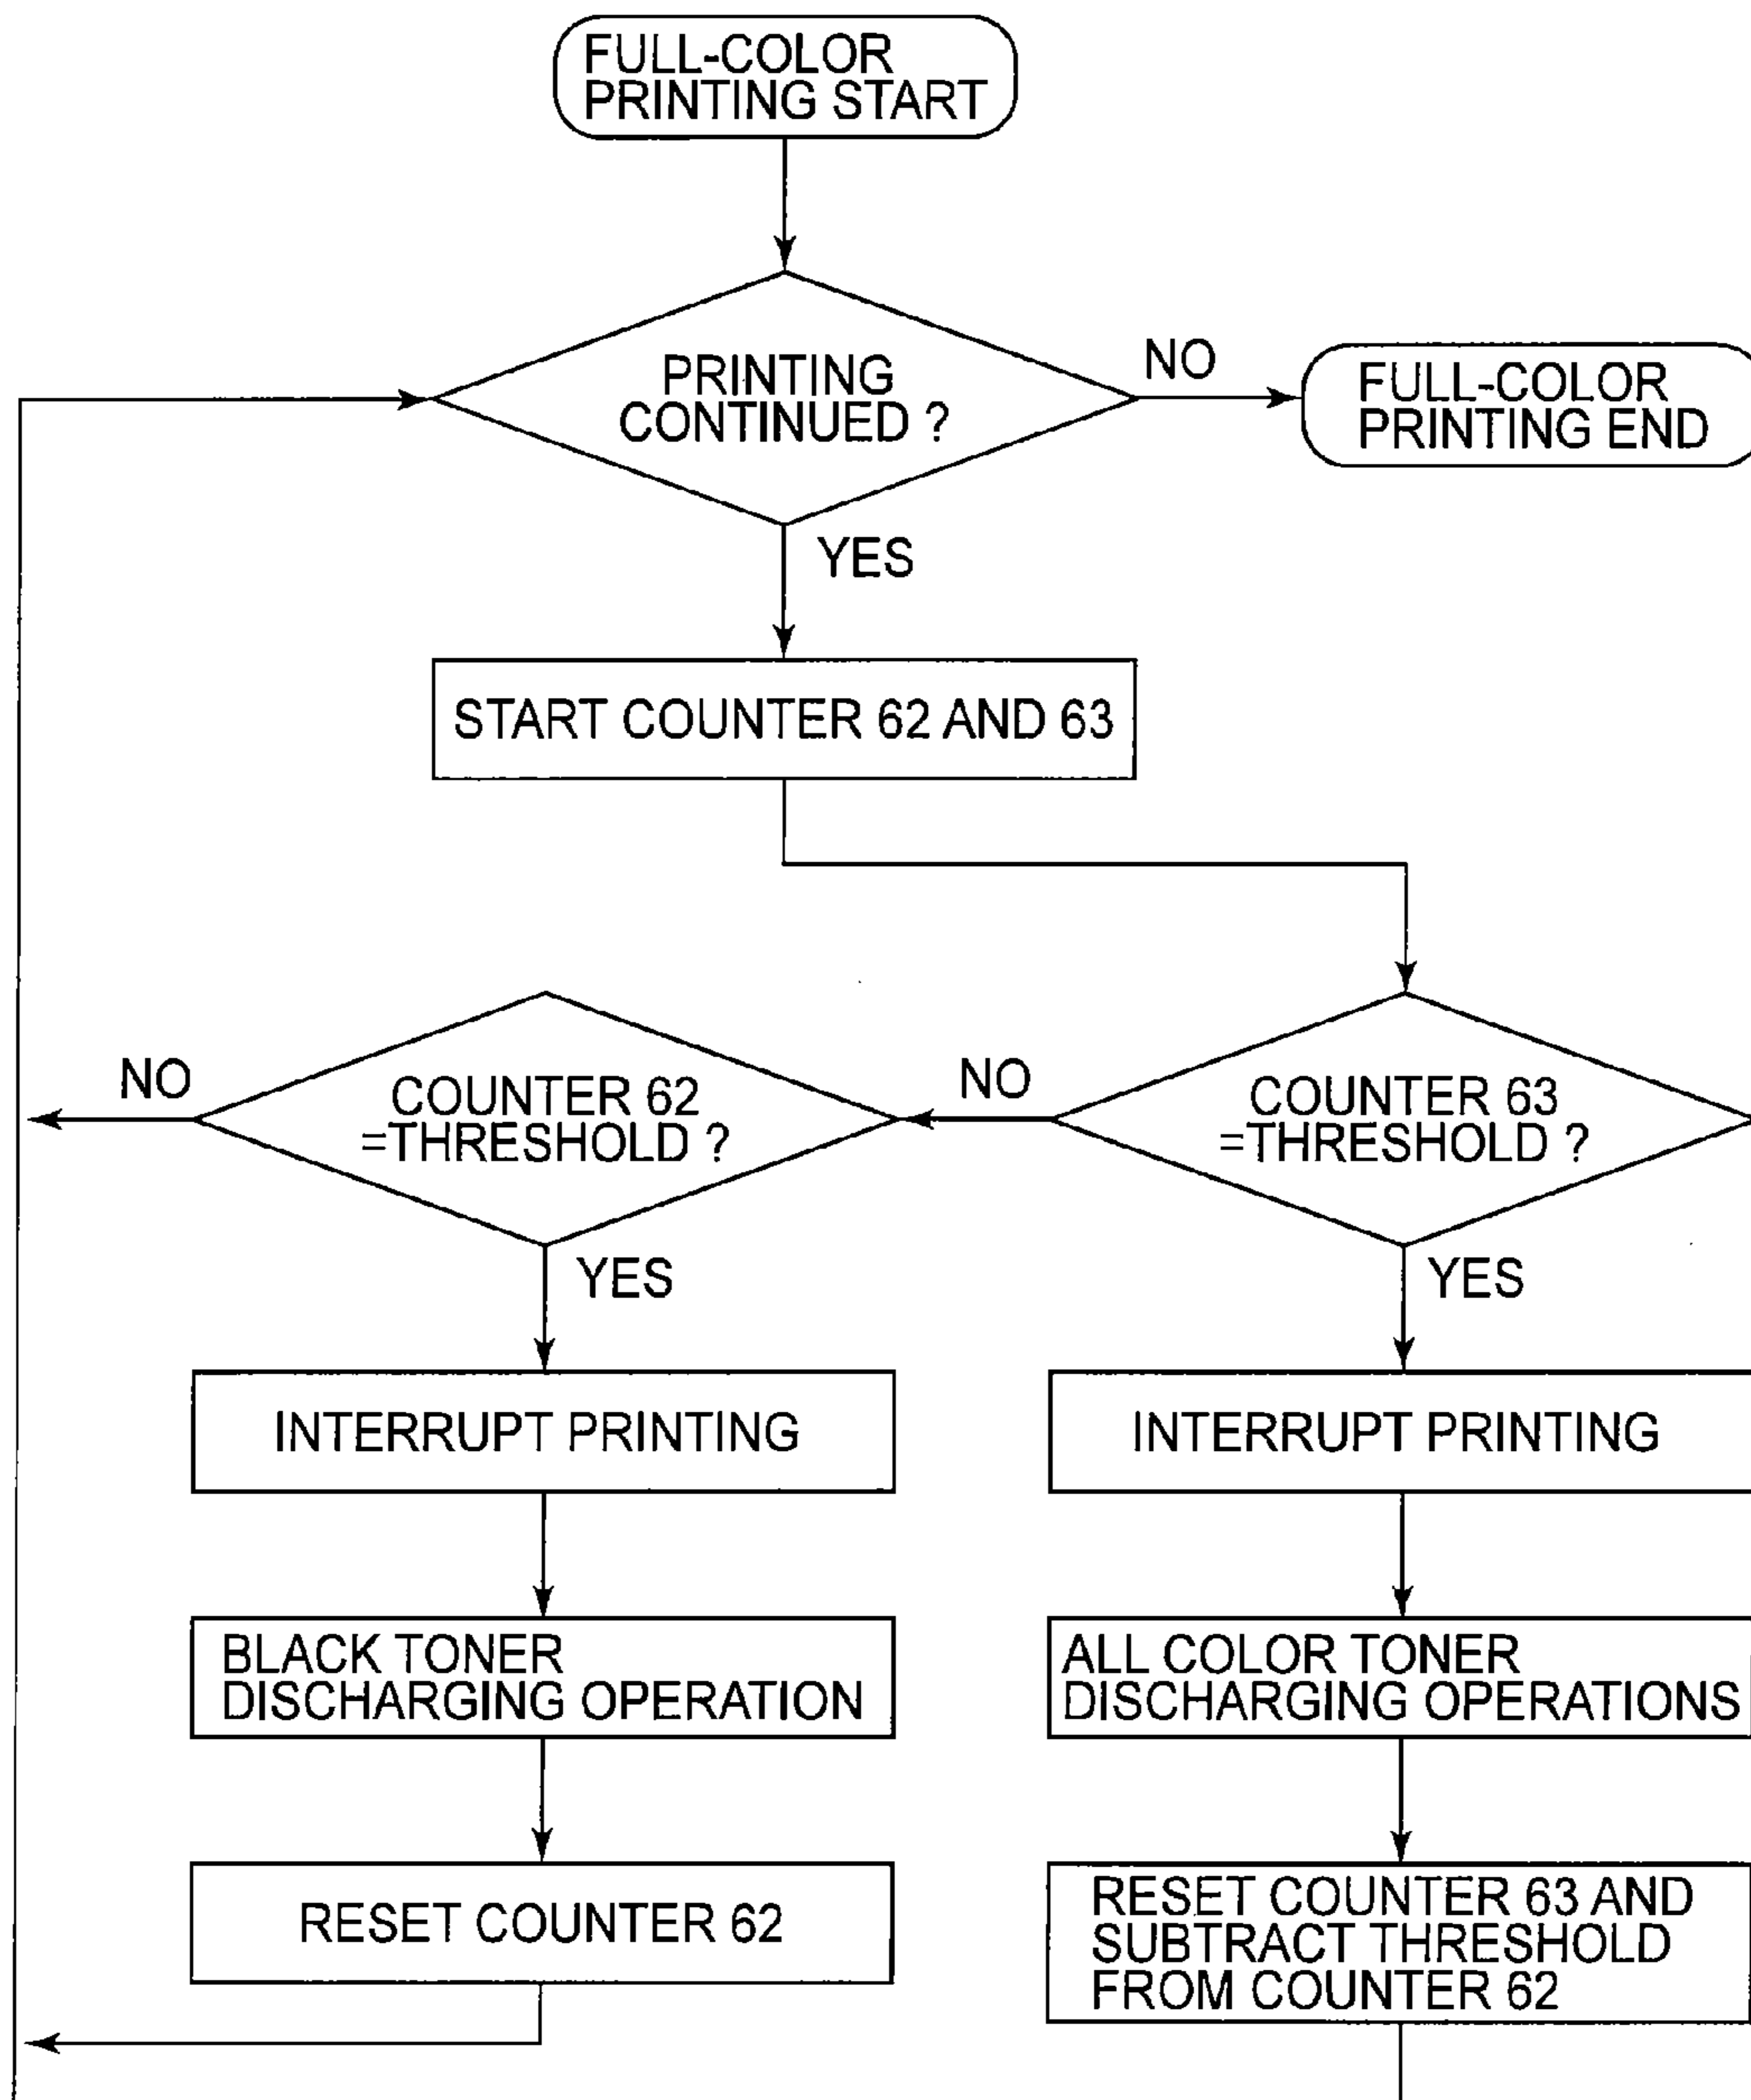 FULL-COLOR
PRINTING START
PRINTING
CONTINUED ?
NO
FULL-COLOR
PRINTING END
YES
START COUNTER 62 AND 63
NO
COUNTER 62
=THRESHOLD ?
NO
COUNTER 63
=THRESHOLD ?
YES
YES
INTERRUPT PRINTING
INTERRUPT PRINTING
BLACK TONER
DISCHARGING OPERATION
ALL COLOR TONER
DISCHARGING OPERATIONS
RESET COUNTER 62
RESET COUNTER 63 AND
SUBTRACT THRESHOLD
FROM COUNTER 62